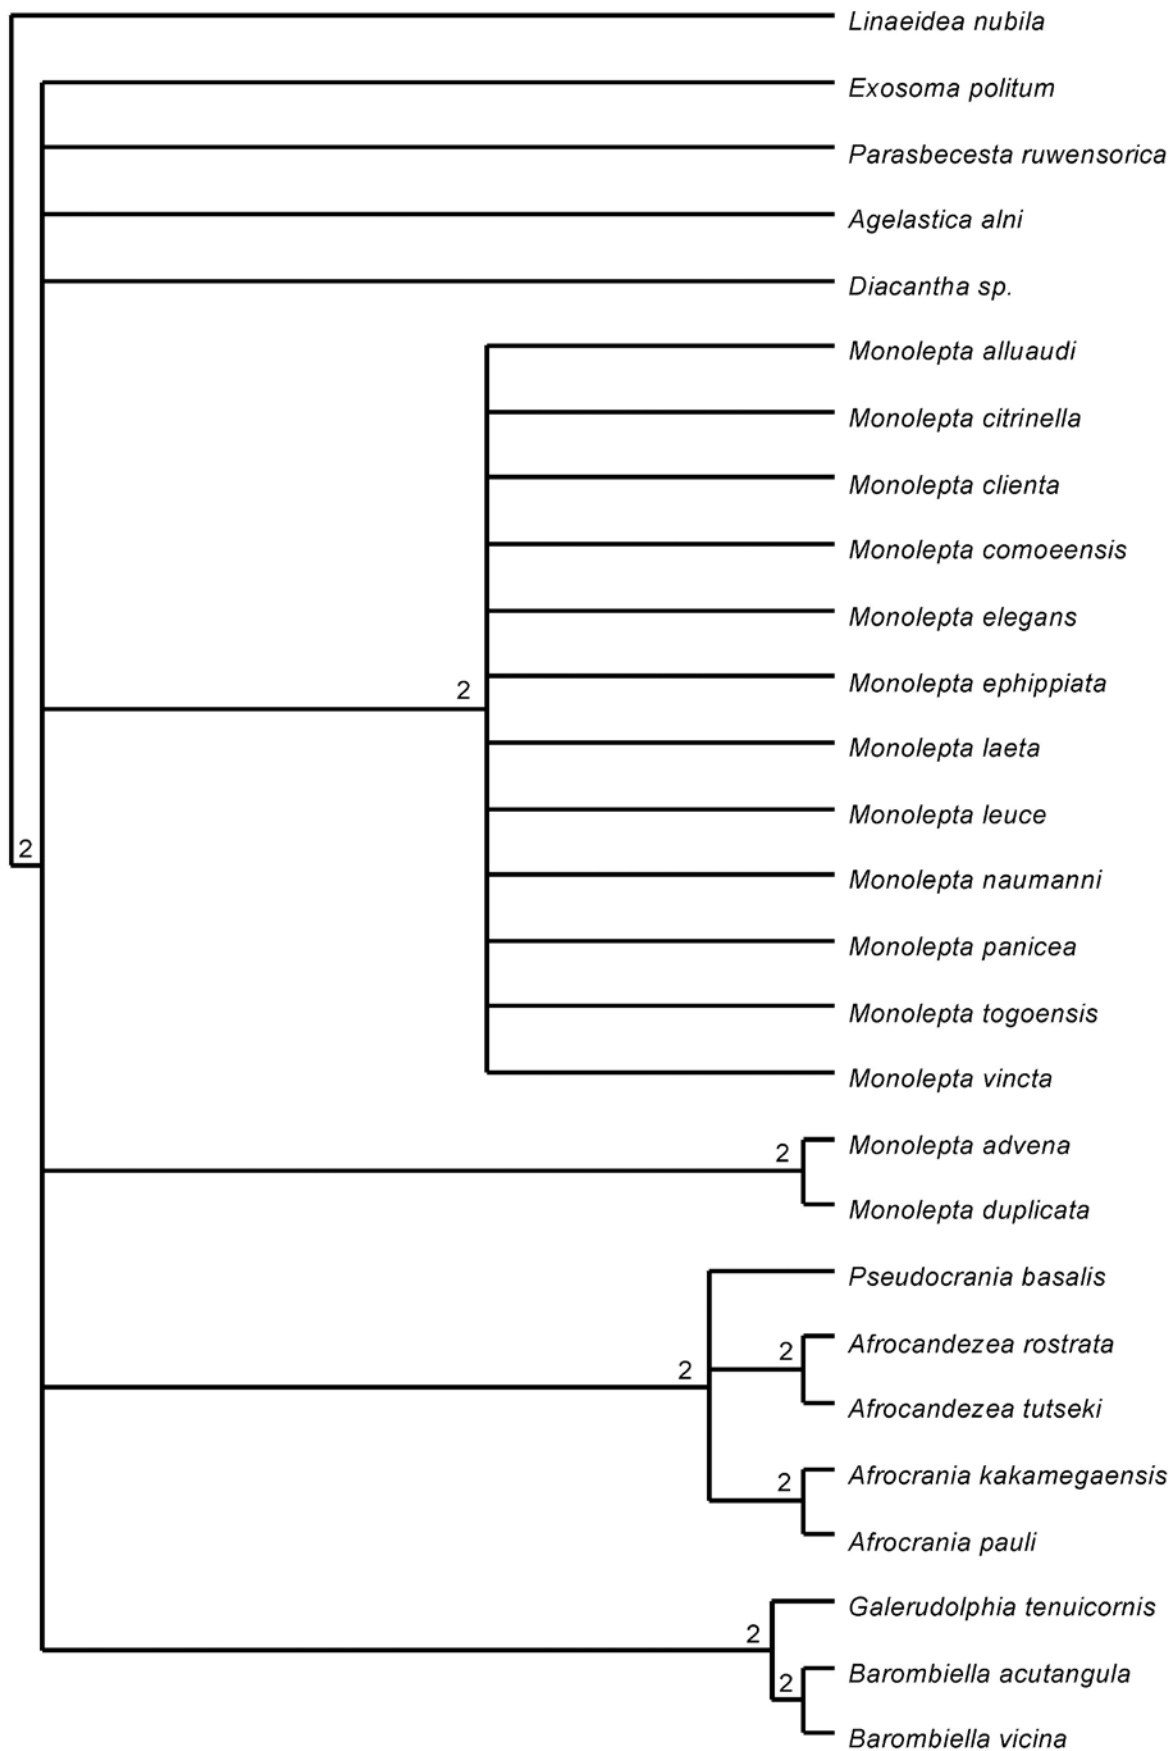 Linaeidea nubila
Exosoma politum
Parasbecesta ruwensorica
Agelastica alni
Diacantha sp.
Monolepta alluaudi
Monolepta citrinella
Monolepta clienta
Monolepta comoeensis
Monolepta elegans
Monolepta ephippiata
2
Monolepta laeta
Monolepta leuce
2
Monolepta naumanni
Monolepta panicea
Monolepta togoensis
Monolepta vincta
2
Monolepta advena
Monolepta duplicata
Pseudocrania basalis
2
Afrocandezea rostrata
2
Afrocandezea tutseki
2
Afrocrania kakamegaensis
Afrocrania pauli
Galerudolphia tenuicornis
2
2
Barombiella acutangula
Barombiella vicina